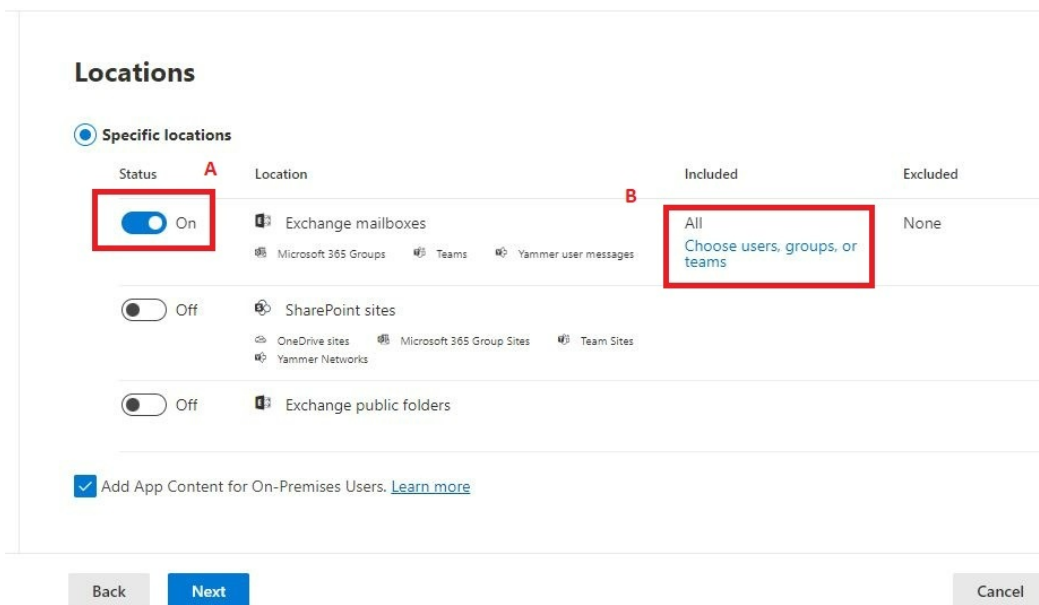 Locations
Specific locations
Status A Location Included Excluded
B
On Exchange mailboxes All None
Choose users, groups, or
teams
Microsoft 365 Groups Teams Yammer user messages
Off SharePoint sites
OneDrive sites Microsoft 365 Group Sites Team Sites
Yammer Networks
Off Exchange public folders
Add App Content for On-Premises Users. Learn more
Back Next Cancel